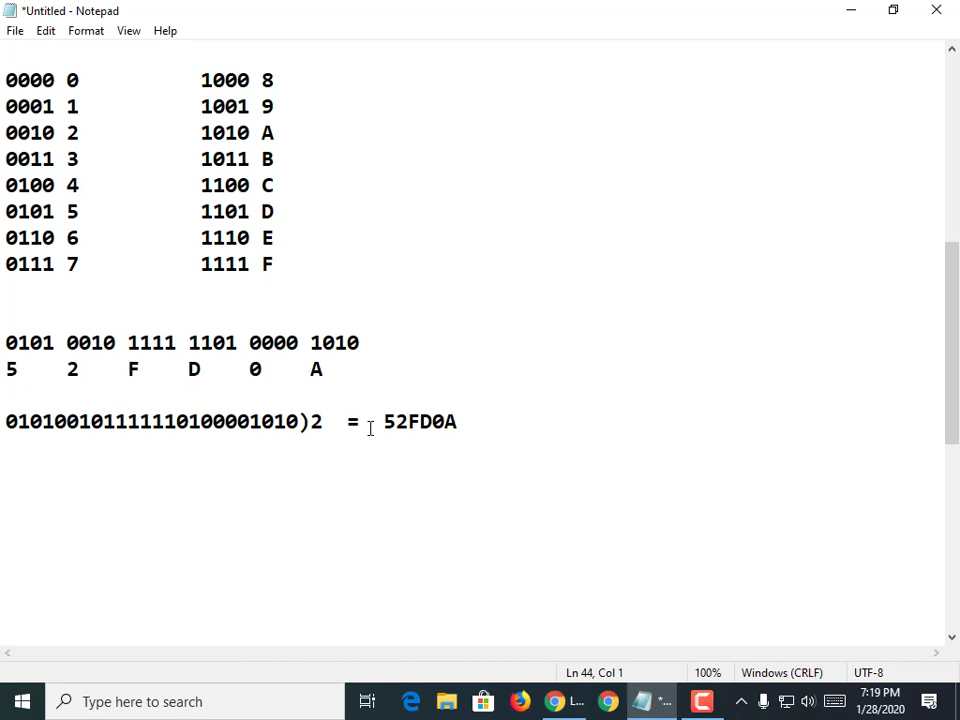 *Untitled - Notepad
File Edit Format View Help
0000 0 1000 8
0001 1 1001 9
0010 2 1010 A
0011 3 1011 B
0100 4 1100 C
0101 5 1101 D
0110 6 1110 E
0111 7 1111 F
0101 0010 1111 1101 0000 1010
5 2 F D 0 A
010100101111110100001010)2 = 52FD0A
Ln 44, Col 1 100% Windows (CRLF) UTF-8
Type here to search L... *... 7:19 PM
1/28/2020